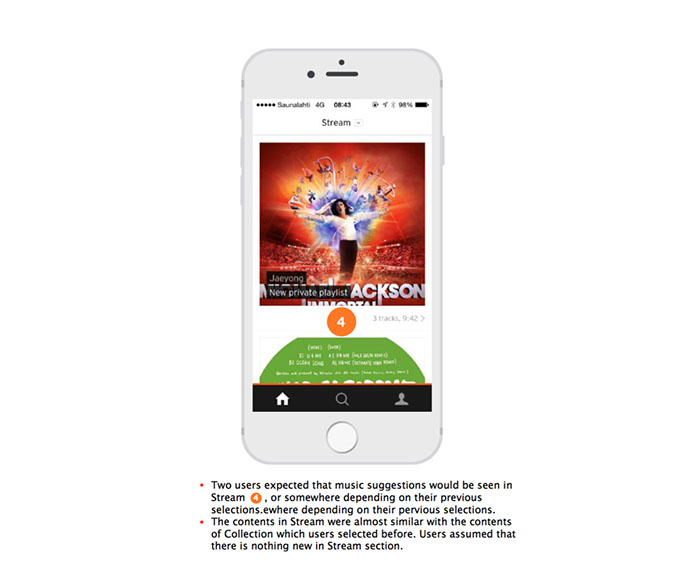 Saunalahti 4G 08:43 98%
Stream
Jaeyong
New private playlist
MICHAEL JACKSON
IMMORTAL
4
3 tracks, 9:42 >
• Two users expected that music suggestions would be seen in
Stream 4 , or somewhere depending on their previous
selections.ewhere depending on their pervious selections.
• The contents in Stream were almost similar with the contents
of Collection which users selected before. Users assumed that
there is nothing new in Stream section.